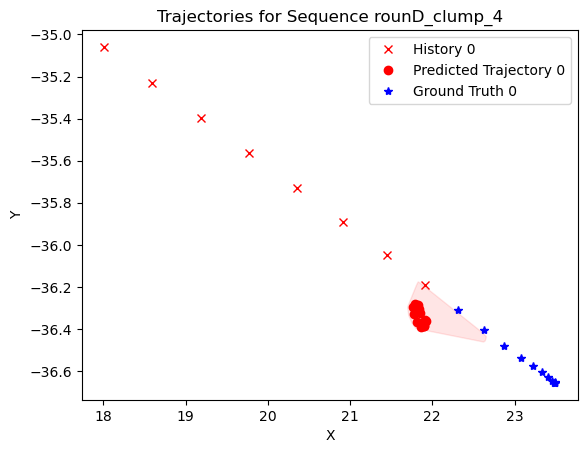 Trajectories for Sequence rounD_clump_4
−35.0
−35.2
−35.4
−35.6
−35.8
−36.0
−36.2
−36.4
−36.6
Y
History 0
Predicted Trajectory 0
Ground Truth 0
18
19
20
21
22
23
X